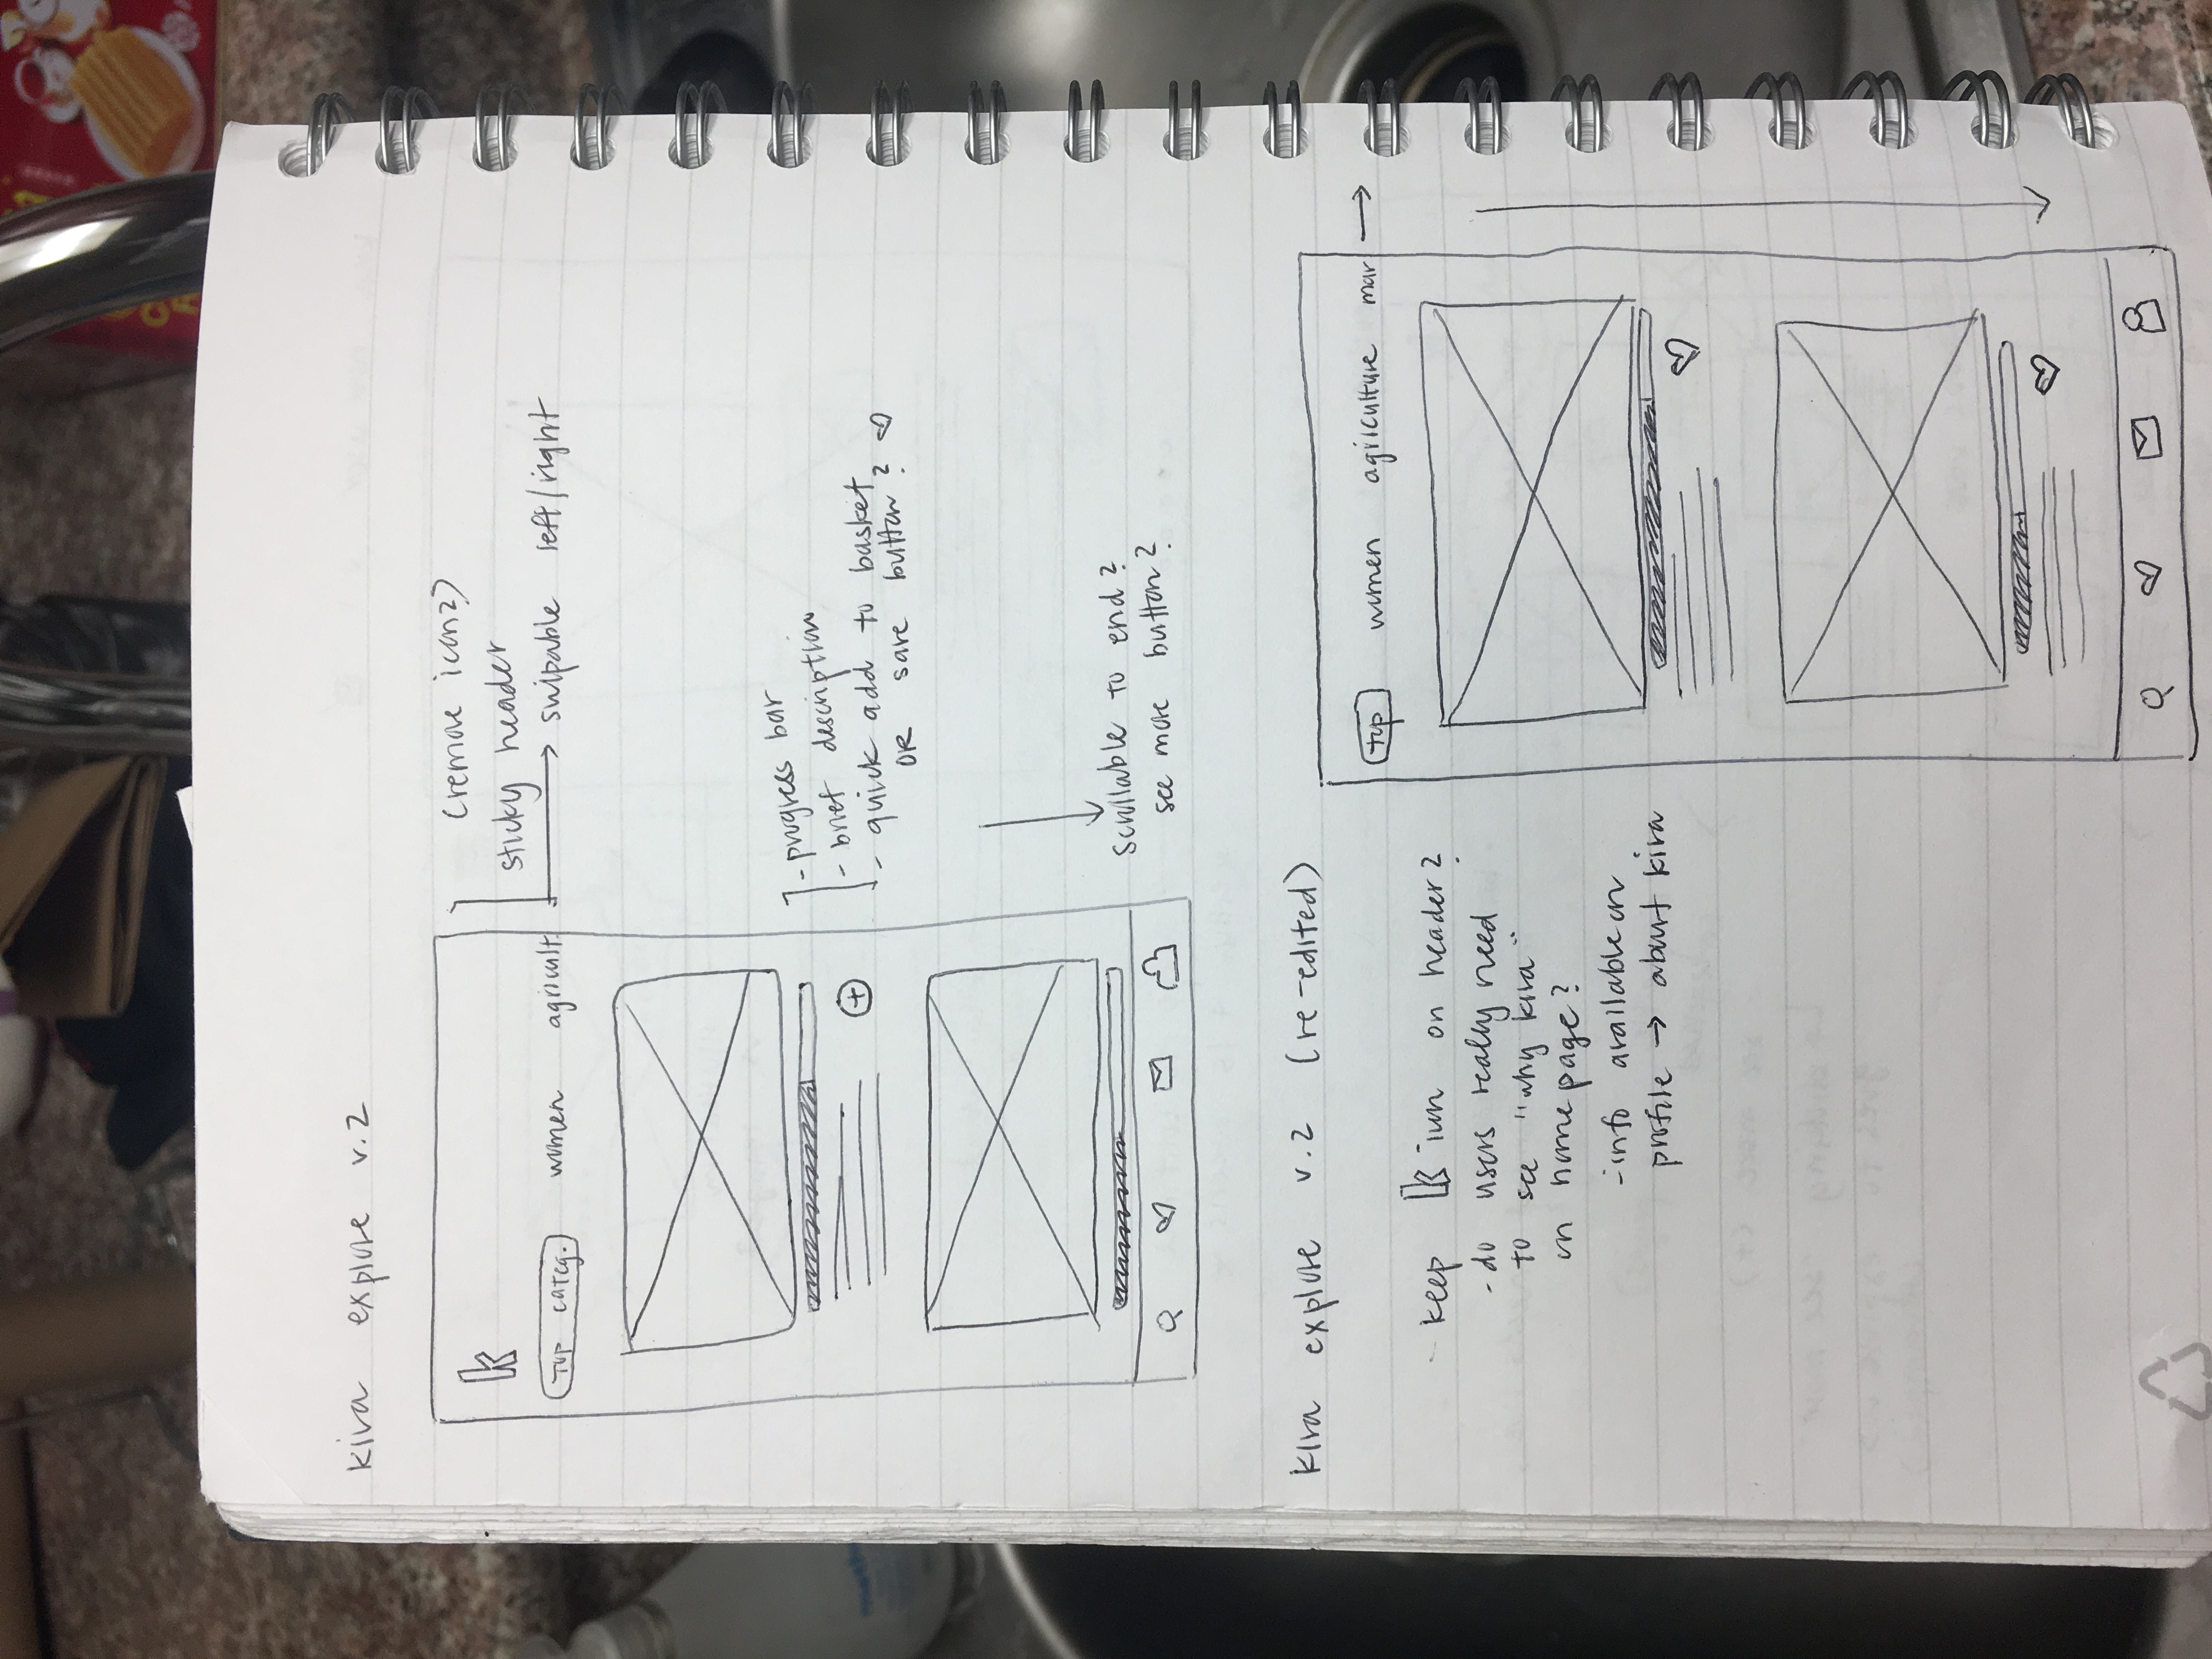 kiva explore v.2
k
(remove icon?)
sticky header
Top categ. women agricult.
swipable left/right
- progress bar
- brief description
- quick add to basket
OR save button?
scrollable to end?
see more button?
kiva explore v.2 (re-edited)
top women agriculture mar
keep k icon on header?
- do users really need
to see "why kiva"
on homepage?
- info available on
profile → about kiva